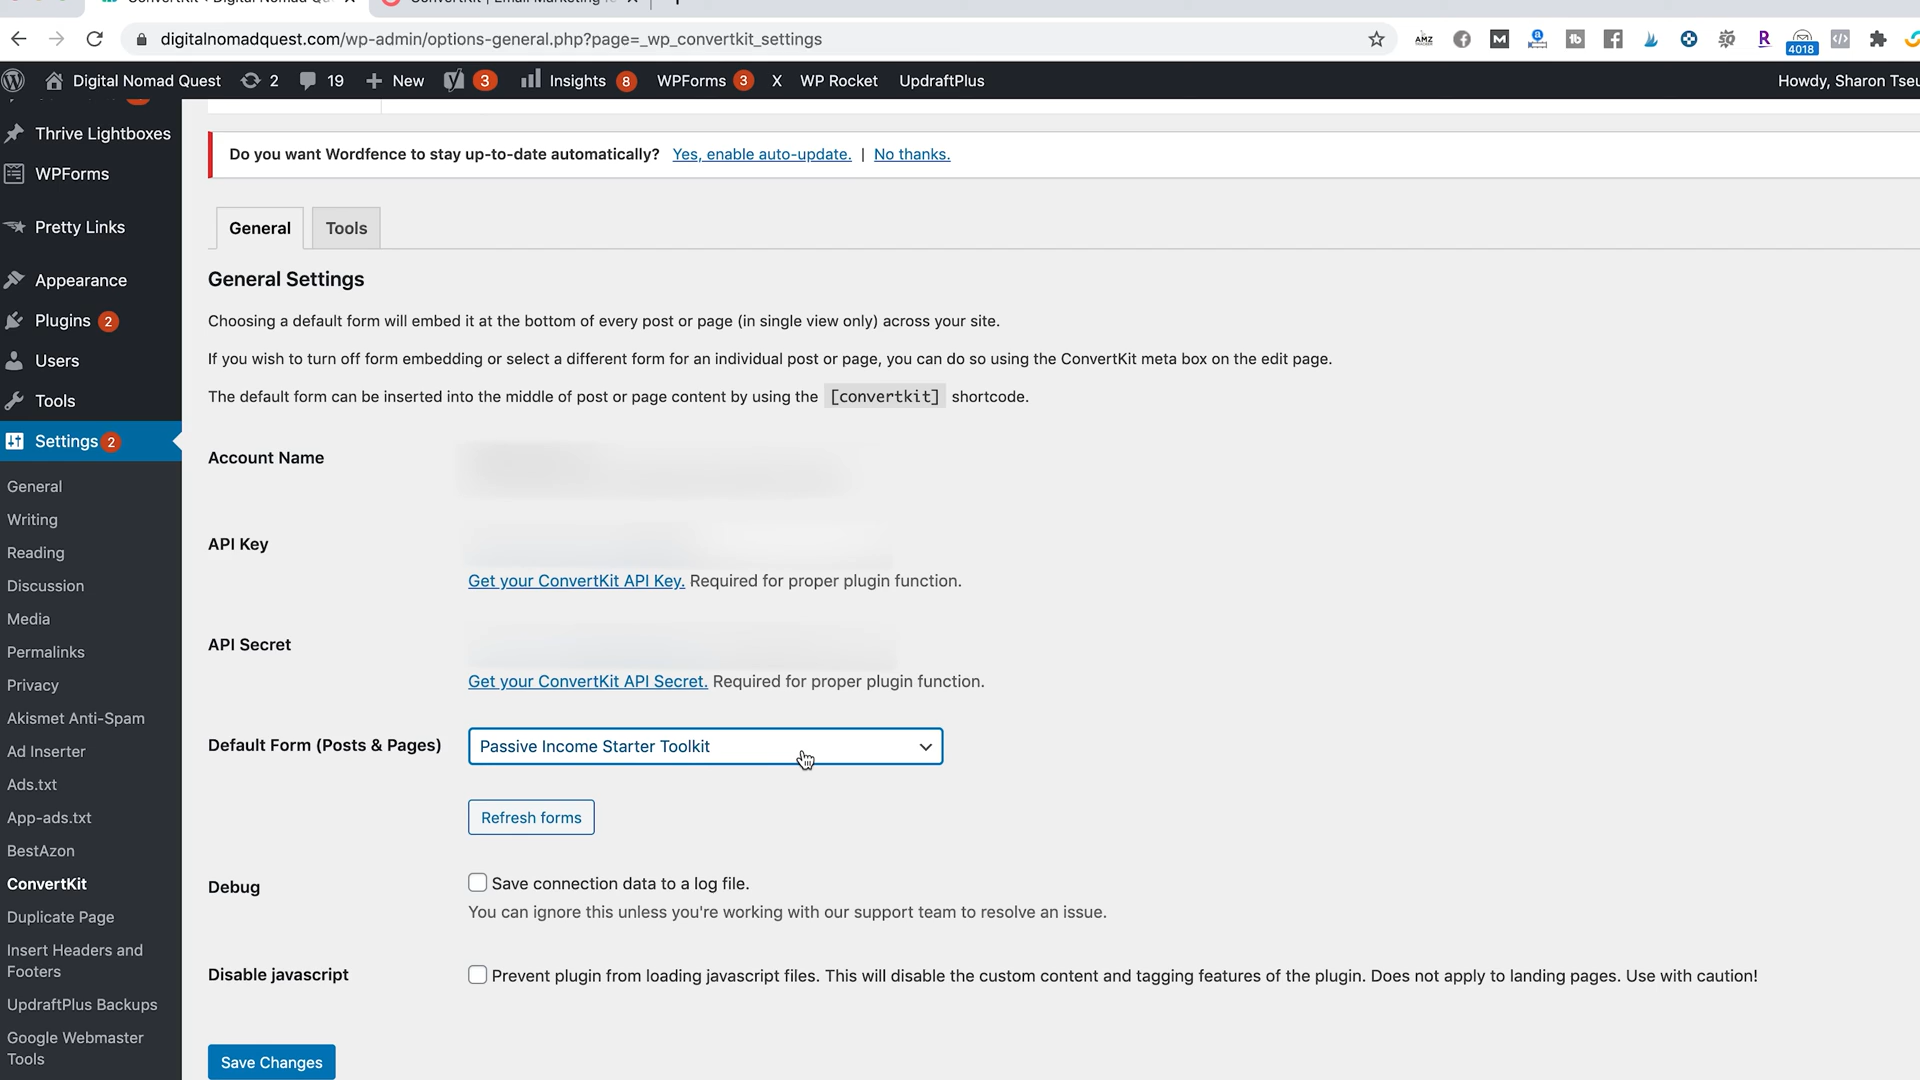 digitalnomadquest.com/wp-admin/options-general.php?page=_wp_convertkit_settings
4018
Digital Nomad Quest 2 19 New 3 Insights 8 WPForms 3 X WP Rocket UpdraftPlus
Howdy, Sharon Tseu
Thrive Lightboxes
WPForms
Pretty Links
Appearance
Plugins 2
Users
Tools
Settings 2
General
Writing
Reading
Discussion
Media
Permalinks
Privacy
Akismet Anti-Spam
Ad Inserter
Ads.txt
App-ads.txt
BestAzon
ConvertKit
Duplicate Page
Insert Headers and
Footers
UpdraftPlus Backups
Google Webmaster
Tools
Do you want Wordfence to stay up-to-date automatically? Yes, enable auto-update. | No thanks.
General Tools
General Settings
Choosing a default form will embed it at the bottom of every post or page (in single view only) across your site.
If you wish to turn off form embedding or select a different form for an individual post or page, you can do so using the ConvertKit meta box on the edit page.
The default form can be inserted into the middle of post or page content by using the [convertkit] shortcode.
Account Name
API Key
Get your ConvertKit API Key. Required for proper plugin function.
API Secret
Get your ConvertKit API Secret. Required for proper plugin function.
Default Form (Posts & Pages) Passive Income Starter Toolkit
Refresh forms
Debug Save connection data to a log file.
You can ignore this unless you're working with our support team to resolve an issue.
Disable javascript Prevent plugin from loading javascript files. This will disable the custom content and tagging features of the plugin. Does not apply to landing pages. Use with caution!
Save Changes